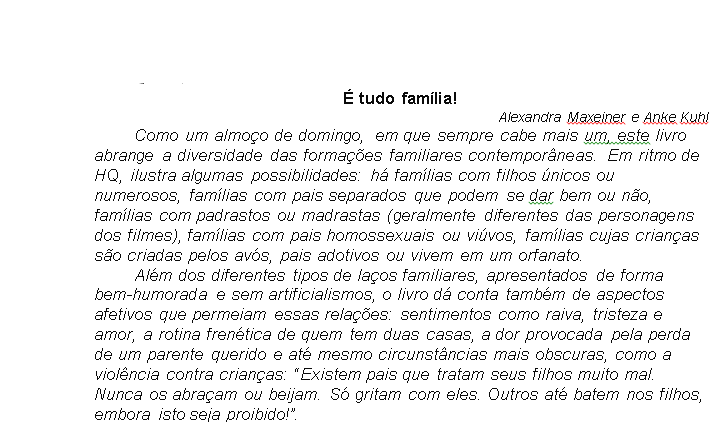 É tudo família!
Alexandra Maxeiner e Anke Kuhl
Como um almoço de domingo, em que sempre cabe mais um, este livro
abrange a diversidade das formações familiares contemporâneas. Em ritmo de
HQ, ilustra algumas possibilidades: há famílias com filhos únicos ou
numerosos, famílias com pais separados que podem se dar bem ou não,
famílias com padrastos ou madrastas (geralmente diferentes das personagens
dos filmes), famílias com pais homossexuais ou viúvos, famílias cujas crianças
são criadas pelos avós, pais adotivos ou vivem em um orfanato.
Além dos diferentes tipos de laços familiares, apresentados de forma
bem-humorada e sem artificialismos, o livro dá conta também de aspectos
afetivos que permeiam essas relações: sentimentos como raiva, tristeza e
amor, a rotina frenética de quem tem duas casas, a dor provocada pela perda
de um parente querido e até mesmo circunstâncias mais obscuras, como a
violência contra crianças: “Existem pais que tratam seus filhos muito mal.
Nunca os abraçam ou beijam. Só gritam com eles. Outros até batem nos filhos,
embora isto seja proibido!”.